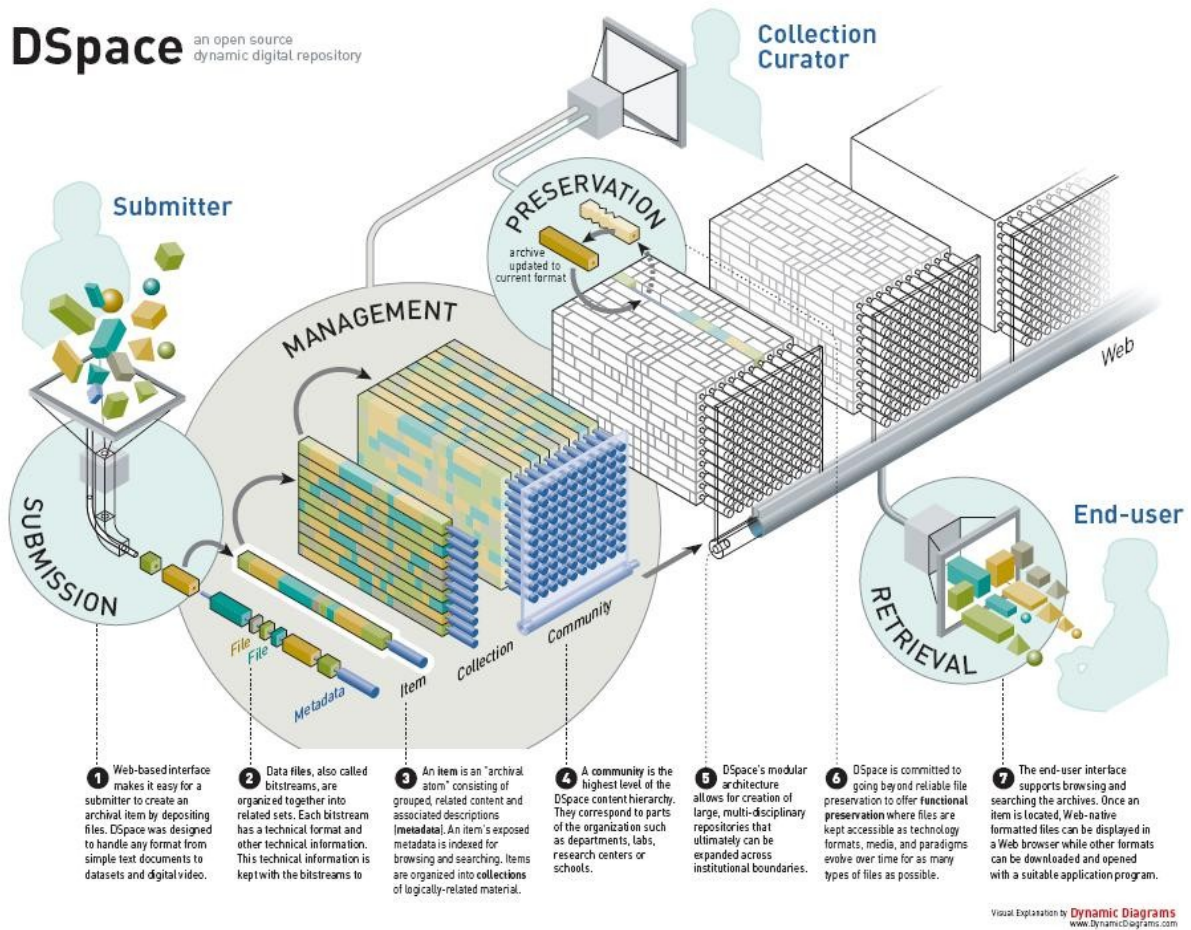 DSpace
an open source
dynamic digital repository
Collection
Curator
Submitter
PRESERVATION
archive
updated to
current format
MANAGEMENT
Web
SUBMISSION
End-user
RETRIEVAL
File
File
Metadata
Item
Collection
Community
1 Web-based interface
makes it easy for a
submitter to create an
archival item by depositing
files. DSpace was designed
to handle any format from
simple text documents to
datasets and digital video.
2 Data files, also called
bitstreams, are
organized together into
related sets. Each bitstream
has a technical format and
other technical information.
This technical information is
kept with the bitstreams to
3 An item is an "archival
atom" consisting of
grouped, related content and
associated descriptions
(metadata). An item's exposed
metadata is indexed for
browsing and searching. Items
are organized into collections
of logically-related material.
4 A community is the
highest level of the
DSpace content hierarchy.
They correspond to parts
of the organization such
as departments, labs,
research centers or
schools.
5 DSpace's modular
architecture
allows for creation of
large, multi-disciplinary
repositories that
ultimately can be
expanded across
institutional boundaries.
6 DSpace is committed to
going beyond reliable file
preservation to offer functional
preservation where files are
kept accessible as technology
formats, media, and paradigms
evolve over time for as many
types of files as possible.
7 The end-user interface
supports browsing and
searching the archives. Once an
item is located, Web-native
formatted files can be displayed
in a Web browser while other formats
can be downloaded and opened
with a suitable application program.
Visual Explanation by Dynamic Diagrams
www.DynamicDiagrams.com